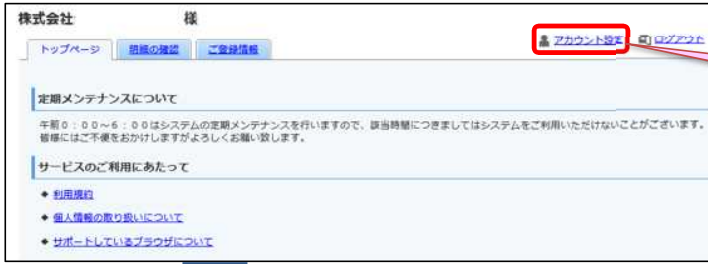 株式会社 様
アカウント設定 ログアウト
トップページ 明細の確認 ご登録情報
定期メンテナンスについて
午前0:00~6:00はシステムの定期メンテナンスを行いますので、該当時間につきましてはシステムをご利用いただけないことがございます。
皆様にはご不便をおかけしますがよろしくお願い致します。
サービスのご利用にあたって
◆ 利用規約
◆ 個人情報の取り扱いについて
◆ サポートしているブラウザについて